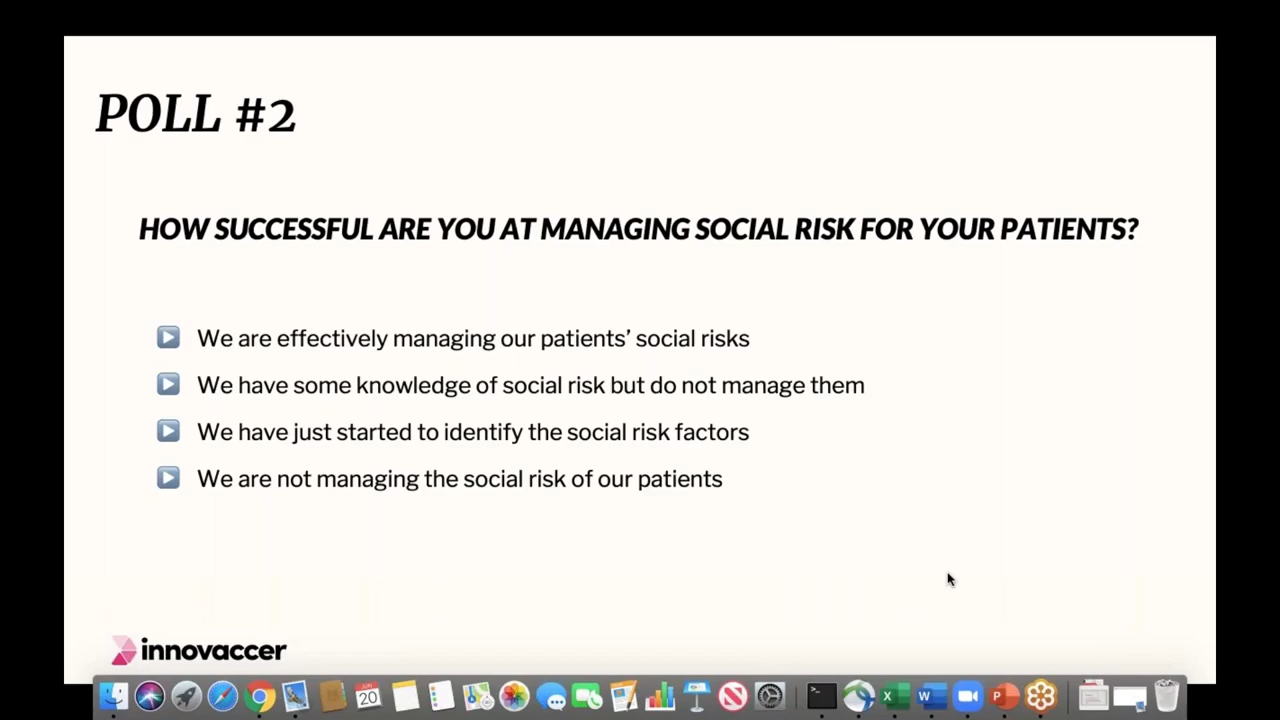 POLL #2
HOW SUCCESSFUL ARE YOU AT MANAGING SOCIAL RISK FOR YOUR PATIENTS?
We are effectively managing our patients’ social risks
We have some knowledge of social risk but do not manage them
We have just started to identify the social risk factors
We are not managing the social risk of our patients
innovaccer
JUN
20
X
W
P